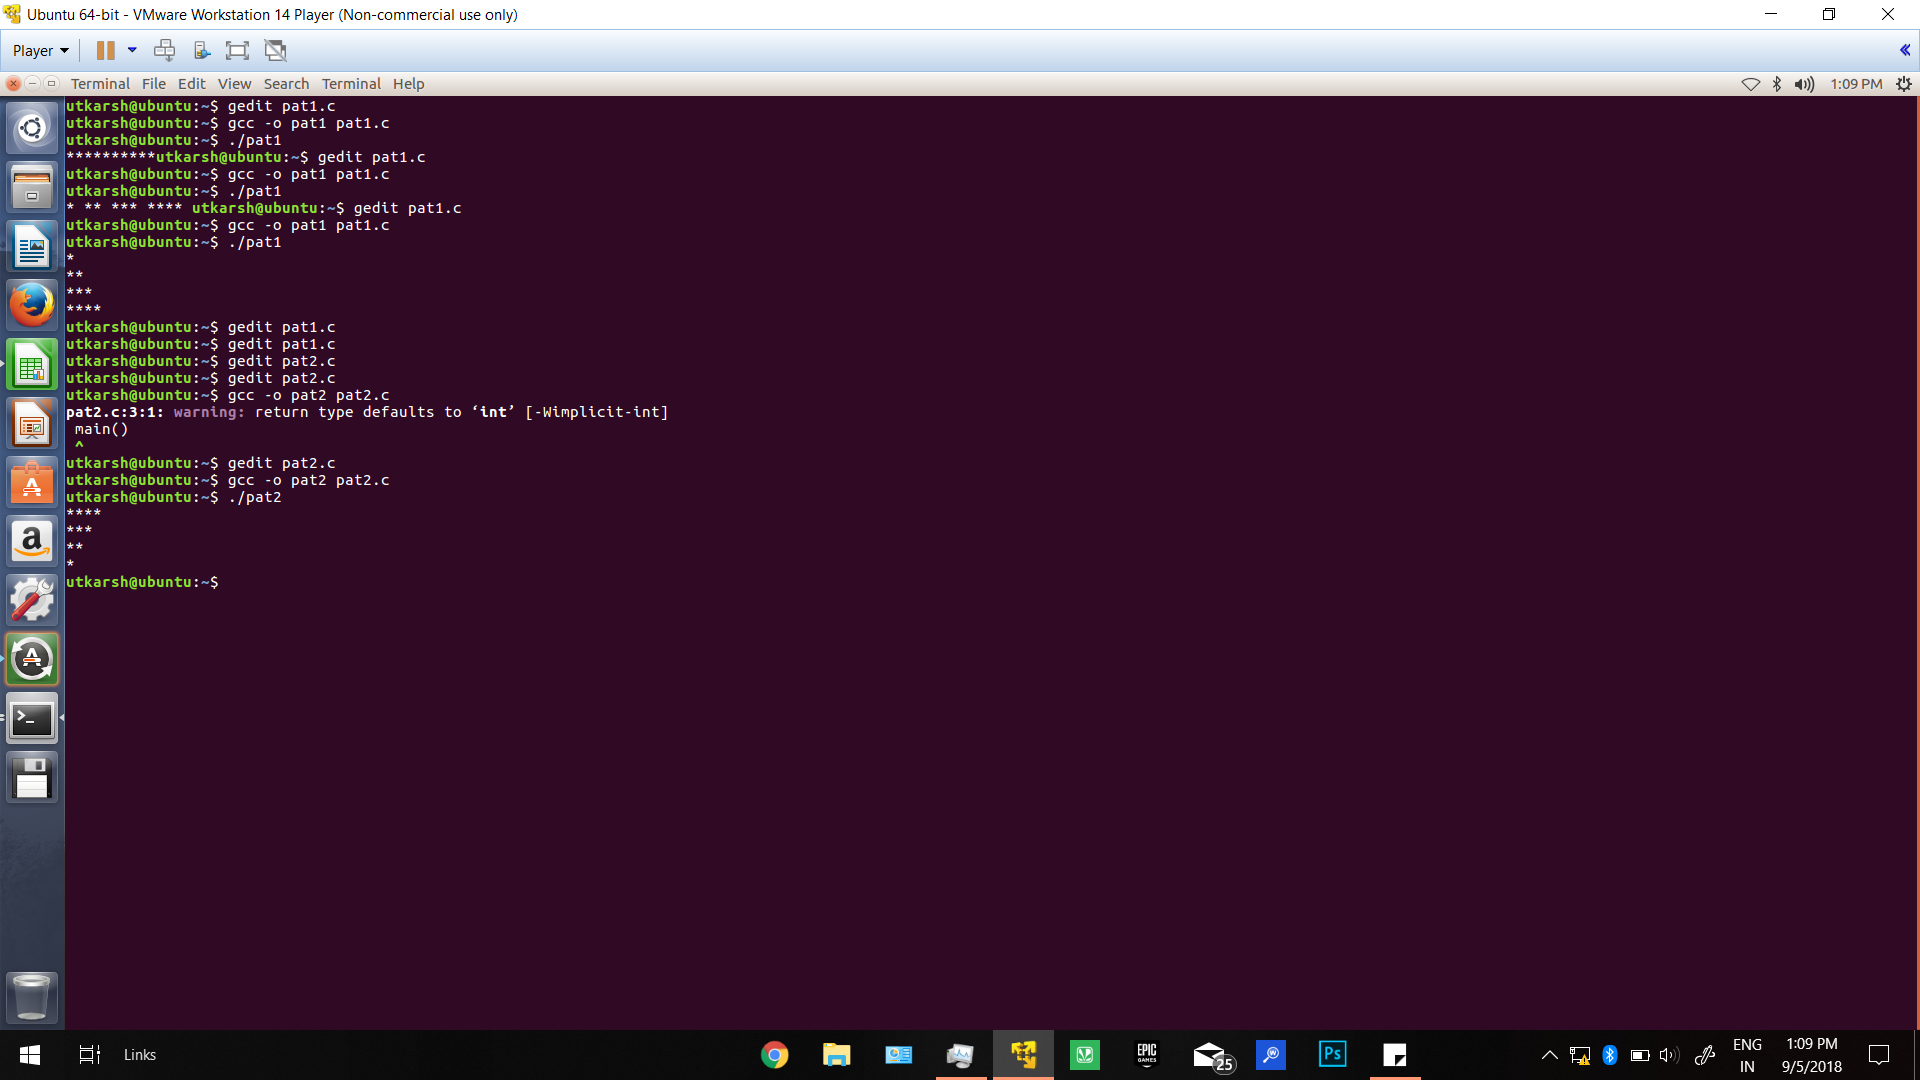 Ubuntu 64-bit - VMware Workstation 14 Player (Non-commercial use only)
Player
Terminal File Edit View Search Terminal Help 1:09 PM
utkarsh@ubuntu:~$ gedit pat1.c
utkarsh@ubuntu:~$ gcc -o pat1 pat1.c
utkarsh@ubuntu:~$ ./pat1
**********utkarsh@ubuntu:~$ gedit pat1.c
utkarsh@ubuntu:~$ gcc -o pat1 pat1.c
utkarsh@ubuntu:~$ ./pat1
* ** *** **** utkarsh@ubuntu:~$ gedit pat1.c
utkarsh@ubuntu:~$ gcc -o pat1 pat1.c
utkarsh@ubuntu:~$ ./pat1
*
**
***
****
utkarsh@ubuntu:~$ gedit pat1.c
utkarsh@ubuntu:~$ gedit pat1.c
utkarsh@ubuntu:~$ gedit pat2.c
utkarsh@ubuntu:~$ gedit pat2.c
utkarsh@ubuntu:~$ gcc -o pat2 pat2.c
pat2.c:3:1: warning: return type defaults to ‘int’ [-Wimplicit-int]
 main()
 ^
utkarsh@ubuntu:~$ gedit pat2.c
utkarsh@ubuntu:~$ gcc -o pat2 pat2.c
utkarsh@ubuntu:~$ ./pat2
****
***
**
*
utkarsh@ubuntu:~$
a
Links
EPIC
GAMES
25
Ps
ENG
IN
1:09 PM
9/5/2018